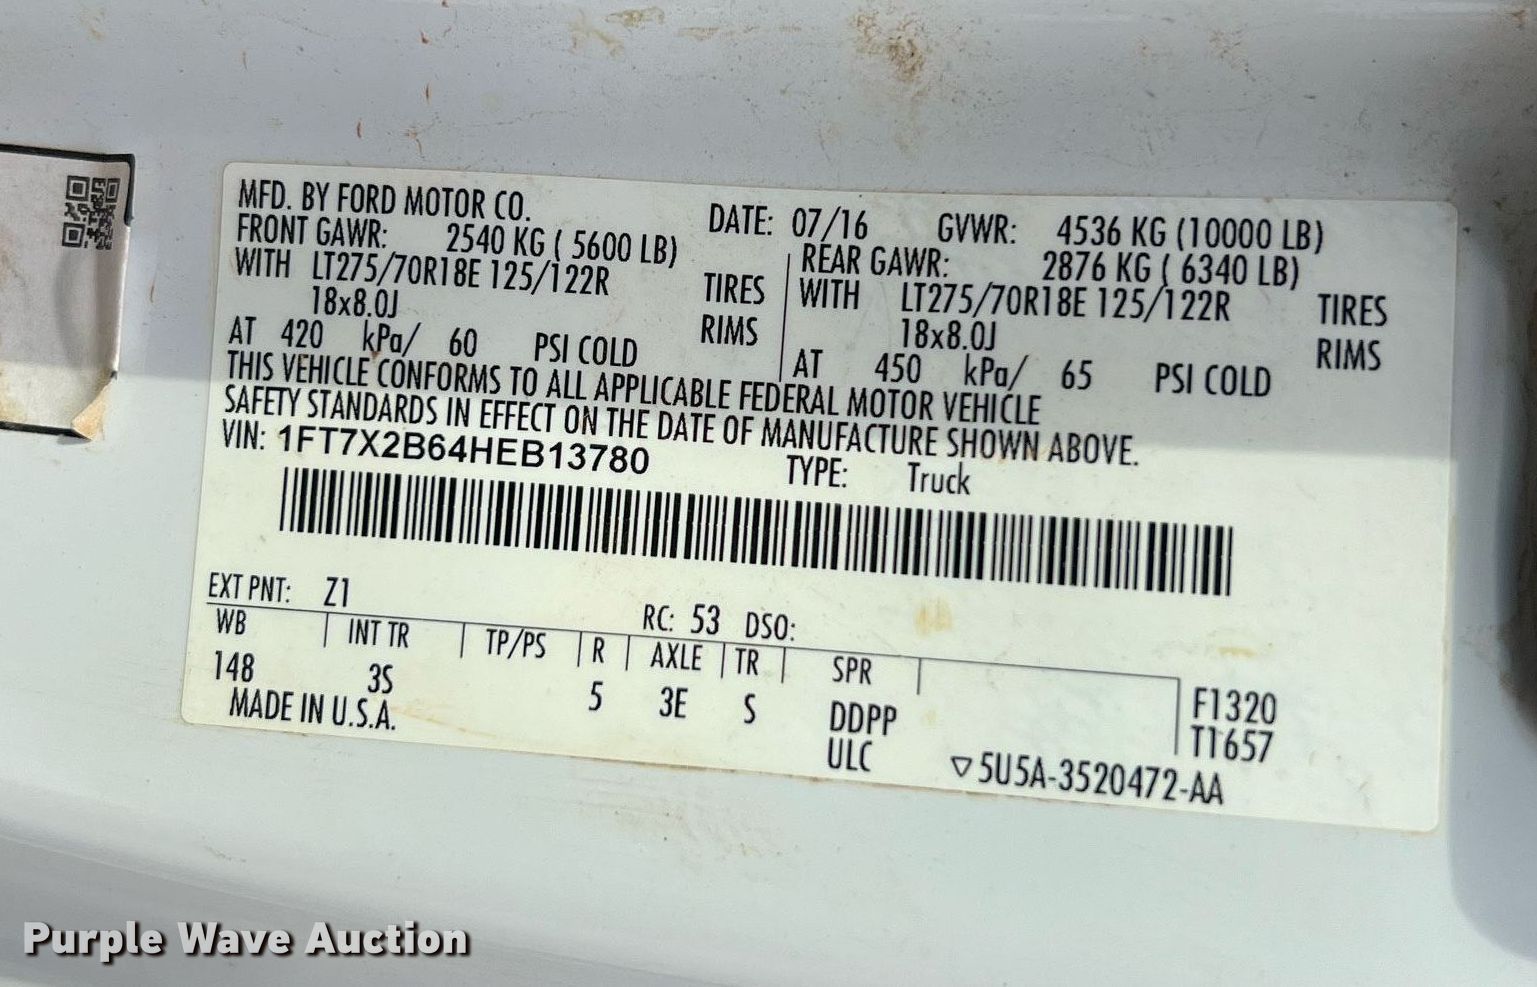 MFD. BY FORD MOTOR CO.
DATE: 07/16 GVWR: 4536 KG (10000 LB)
FRONT GAWR: 2540 KG ( 5600 LB)
REAR GAWR: 2876 KG ( 6340 LB)
WITH LT275/70R18E 125/122R TIRES
WITH LT275/70R18E 125/122R TIRES
18x8.0J RIMS
18x8.0J RIMS
AT 420 kPa/ 60 PSI COLD
AT 450 kPa/ 65 PSI COLD
THIS VEHICLE CONFORMS TO ALL APPLICABLE FEDERAL MOTOR VEHICLE
SAFETY STANDARDS IN EFFECT ON THE DATE OF MANUFACTURE SHOWN ABOVE.
VIN: 1FT7X2B64HEB13780 TYPE: Truck
EXT PNT: Z1 RC: 53 DSO:
WB INT TR TP/PS R AXLE TR SPR
148 3S 5 3E S DDPP F1320
MADE IN U.S.A. ULC T1657
▽5U5A-3520472-AA
Purple Wave Auction